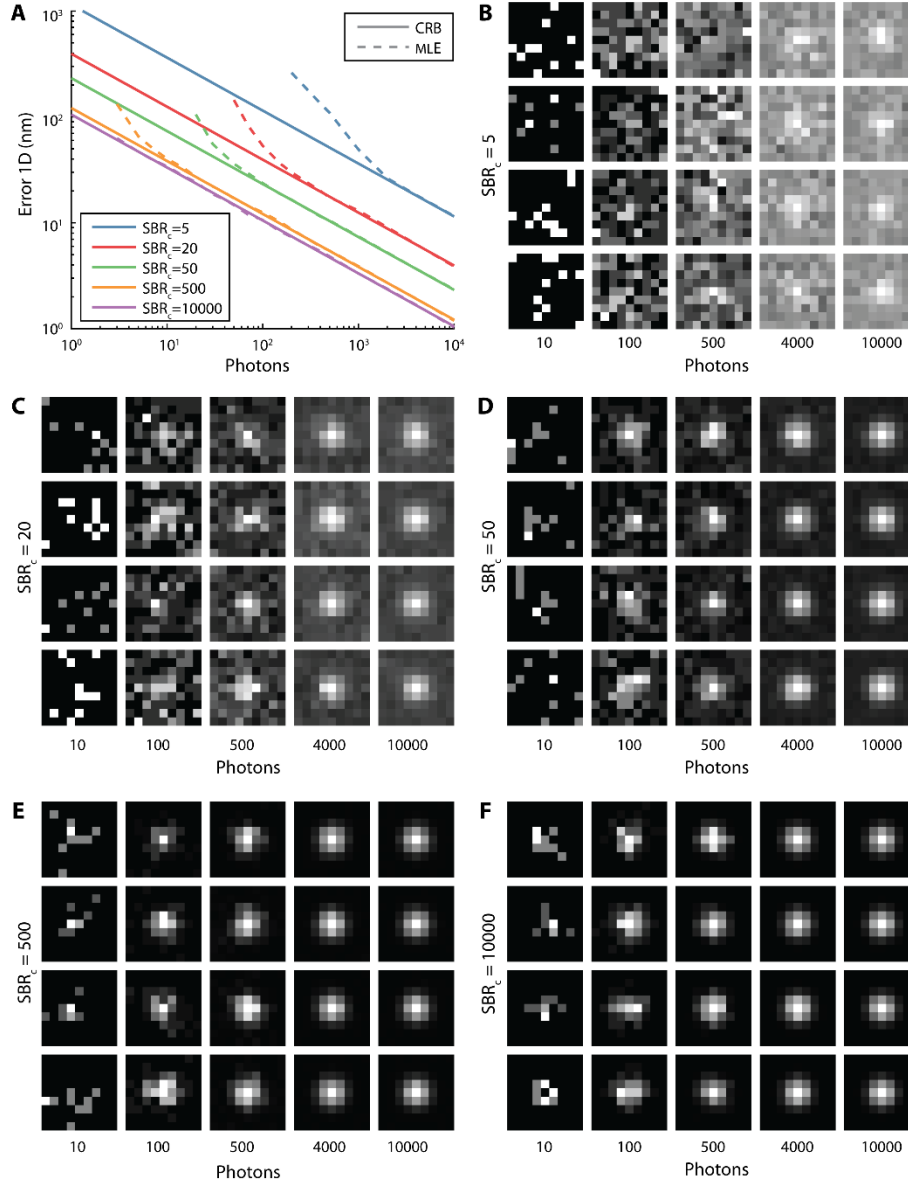 A
10³
10²
10¹
10⁰
Error 1D (nm)
CRB
MLE
SBRc=5
SBRc=20
SBRc=50
SBRc=500
SBRc=10000
10⁰ 10¹ 10² 10³ 10⁴
Photons
B
SBRc = 5
10 100 500 4000 10000
Photons
C
SBRc = 20
10 100 500 4000 10000
Photons
D
SBRc = 50
10 100 500 4000 10000
Photons
E
SBRc = 500
10 100 500 4000 10000
Photons
F
SBRc = 10000
10 100 500 4000 10000
Photons